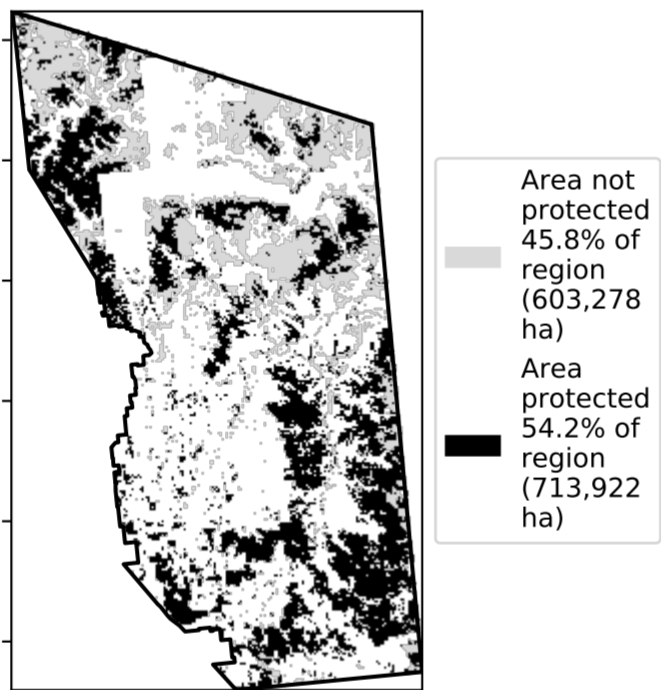 Area not
protected
45.8% of
region
(603,278
ha)
Area
protected
54.2% of
region
(713,922
ha)